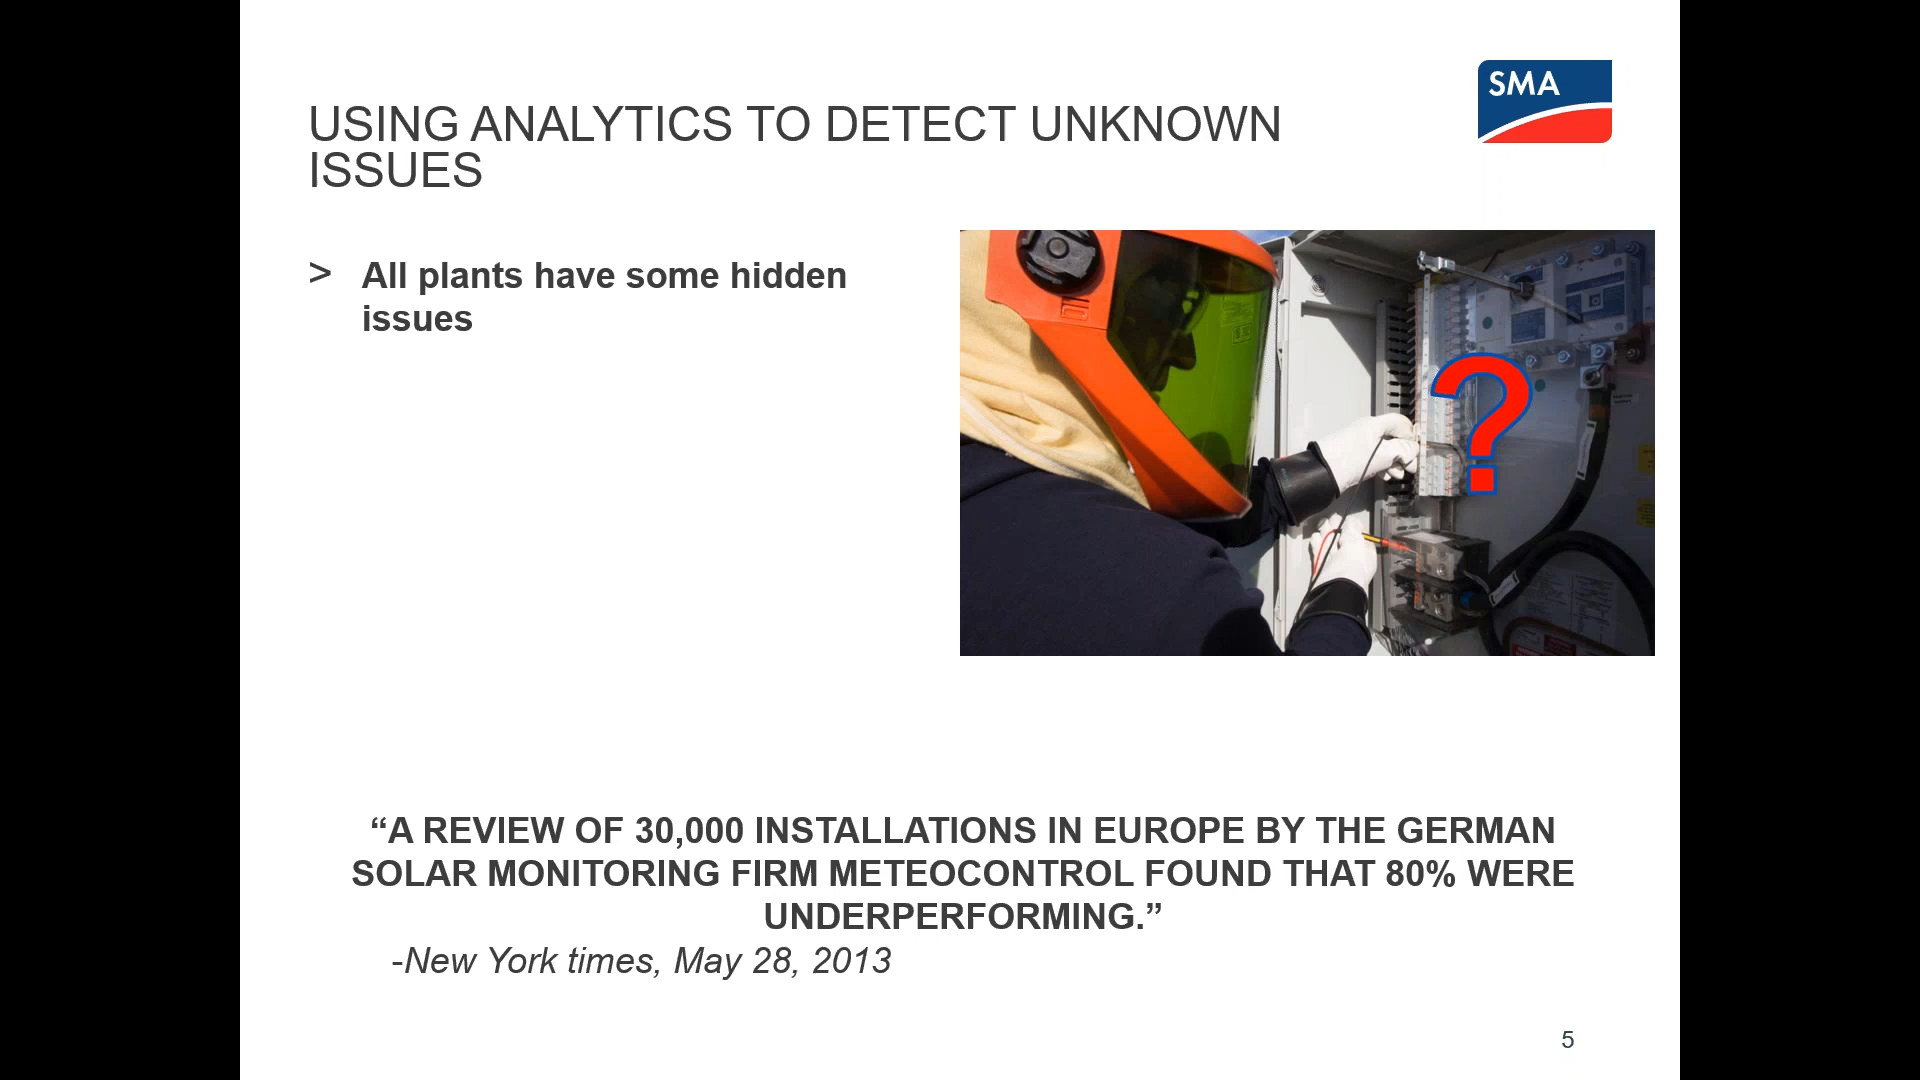 SMA
USING ANALYTICS TO DETECT UNKNOWN
ISSUES
> All plants have some hidden
issues
?
“A REVIEW OF 30,000 INSTALLATIONS IN EUROPE BY THE GERMAN
SOLAR MONITORING FIRM METEOCONTROL FOUND THAT 80% WERE
UNDERPERFORMING.”
-New York times, May 28, 2013
5